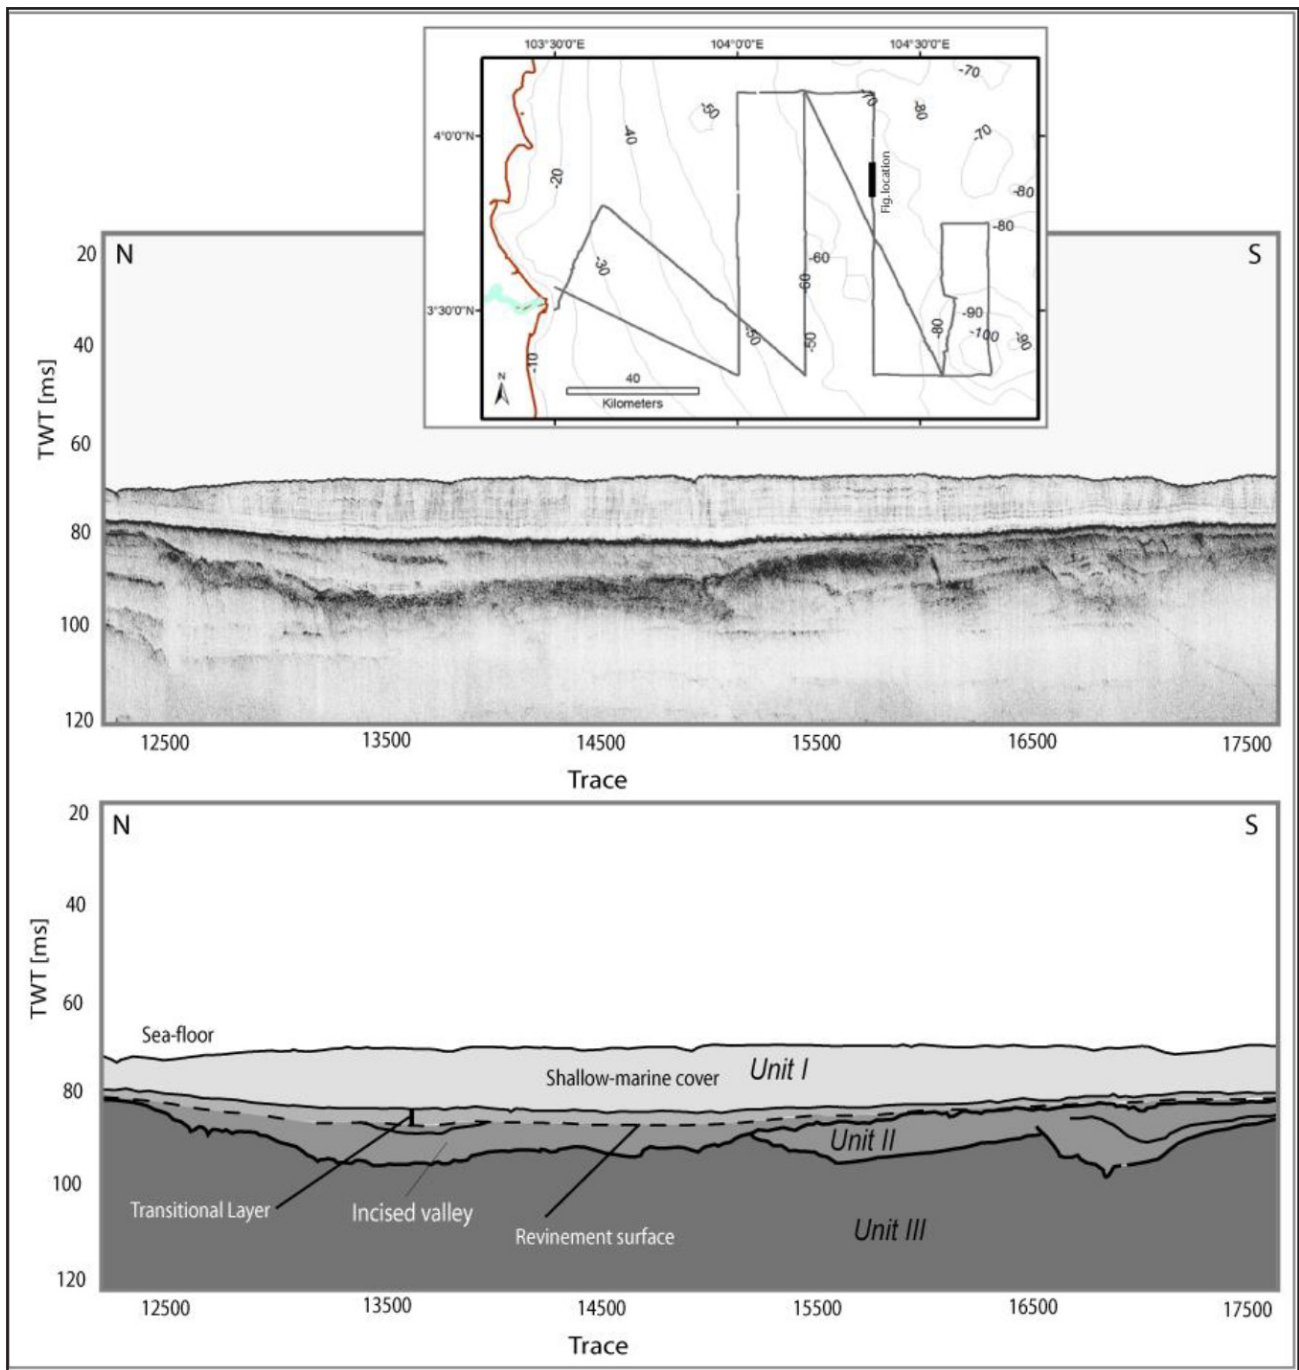 103°30'0"E 104°0'0"E 104°30'0"E
-70
-70
-80
-60
-40
4°0'0"N
-70
Fig. location
-20
-80
-80
-30
-60
-60
3°30'0"N
-90
-50
-80
-100
-90
-50
-10
N
40
Kilometers
N S
20
40
60
80
100
120
TWT [ms]
12500 13500 14500 15500 16500 17500
Trace
N S
20
40
60
80
100
120
TWT [ms]
Sea-floor
Unit I
Shallow-marine cover
Unit II
Transitional Layer
Incised valley
Revinement surface
Unit III
12500 13500 14500 15500 16500 17500
Trace